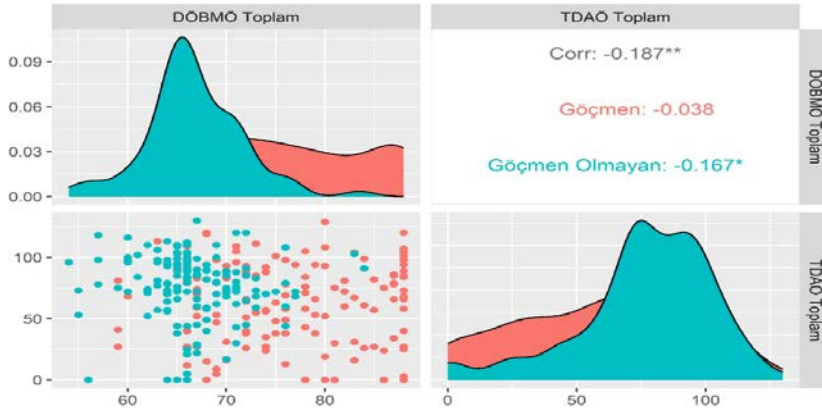 DÖBMÖ Toplam
TDAÖ Toplam
0.09
0.06
0.03
0.00
Corr: -0.187**
Göçmen: -0.038
Göçmen Olmayan: -0.167*
DÖBMÖ Toplam
100
50
0
TDAÖ Toplam
60
70
80
0
50
100